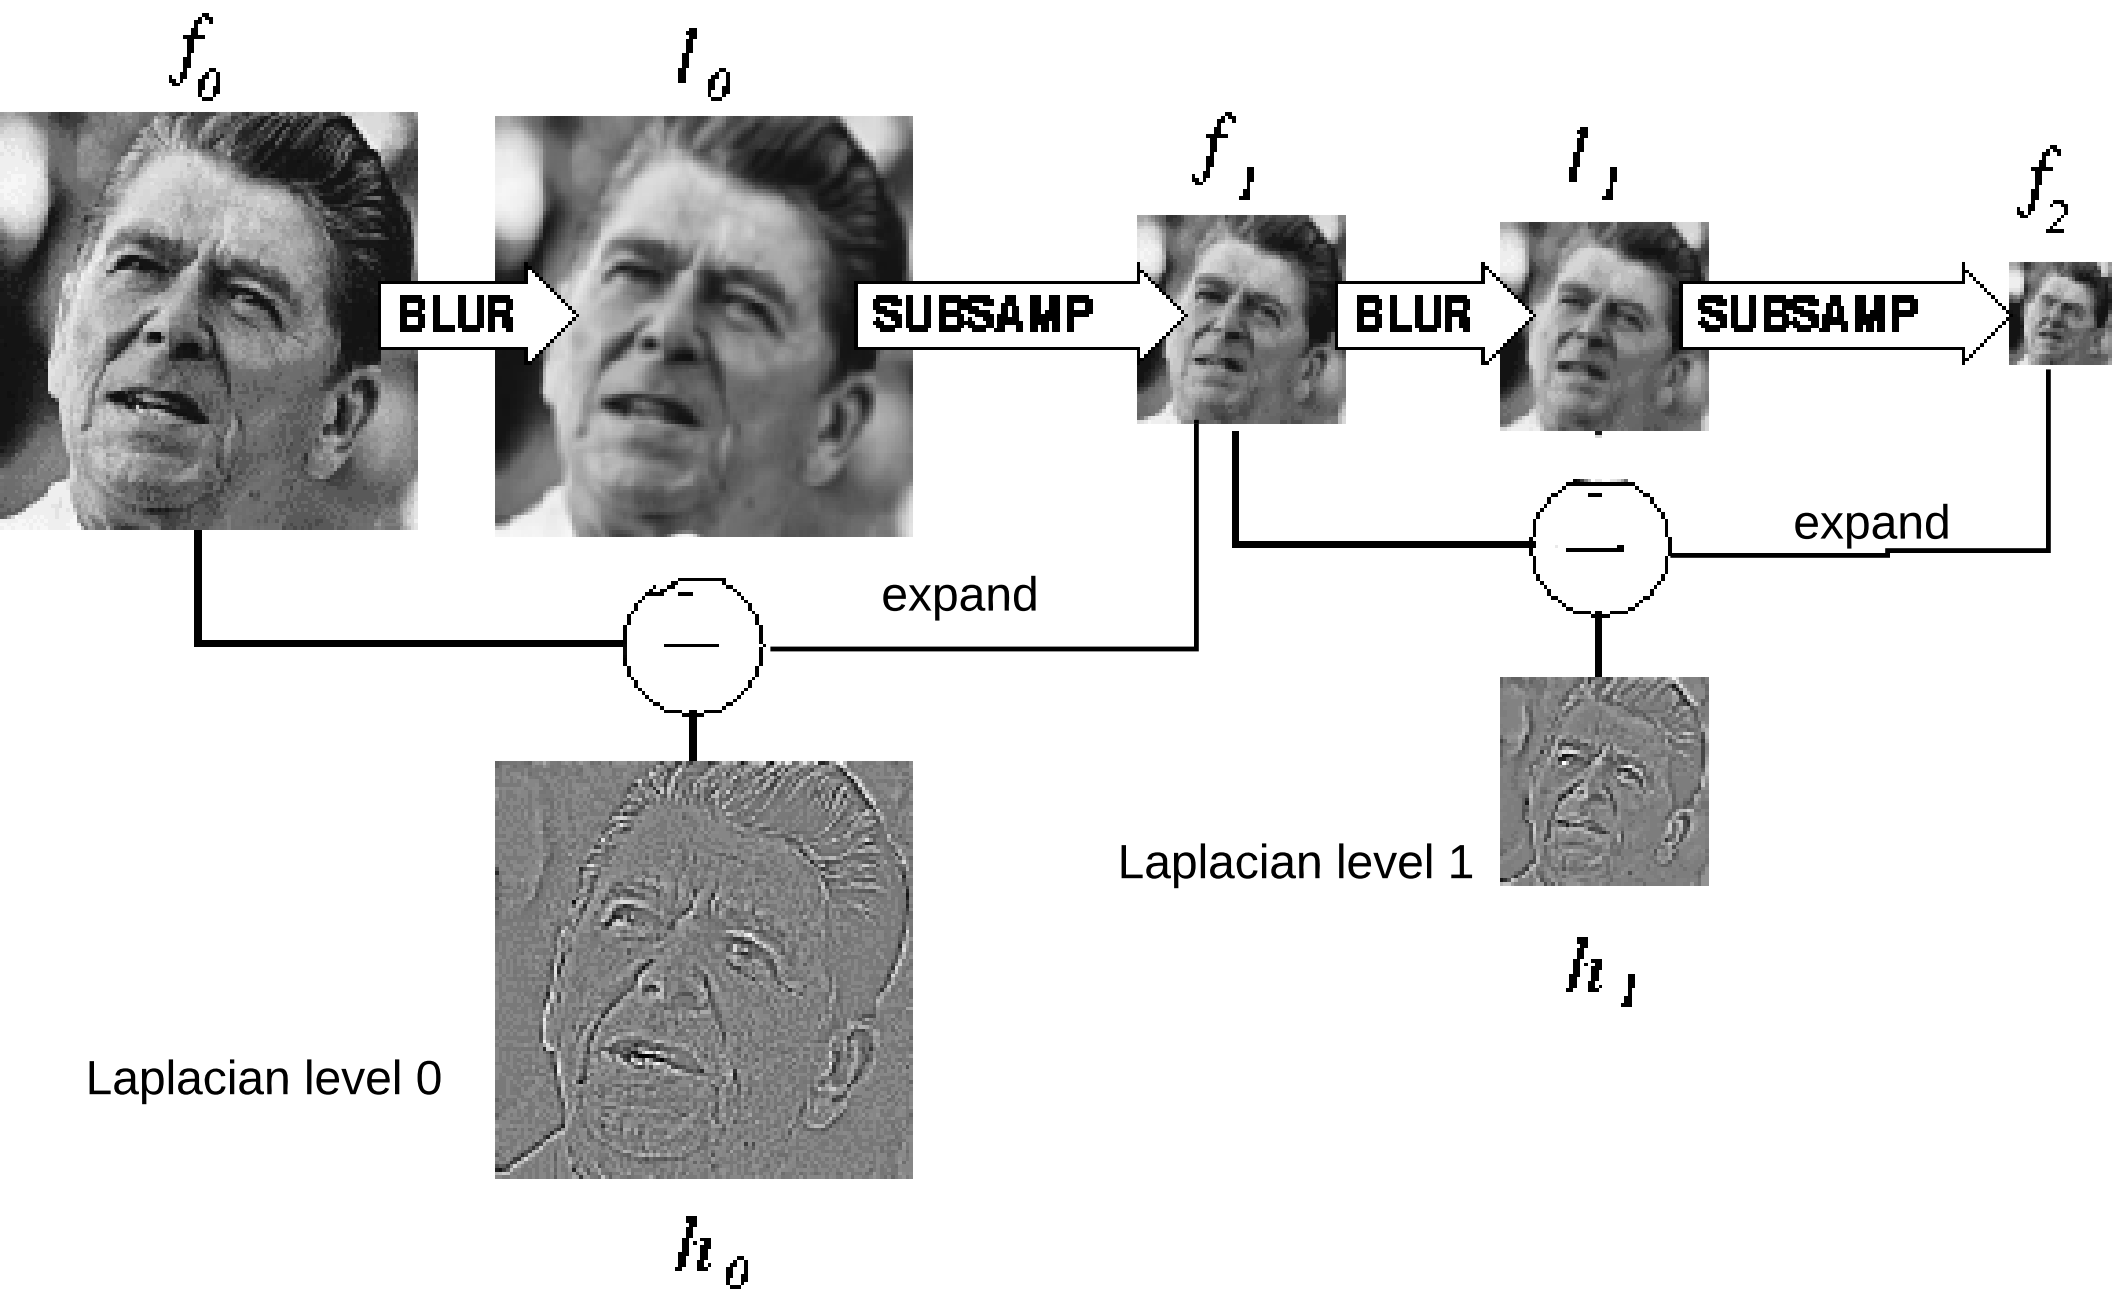 f0
l0
f1
l1
f2
BLUR
SUBSAMP
BLUR
SUBSAMP
expand
expand
Laplacian level 1
h1
Laplacian level 0
h0